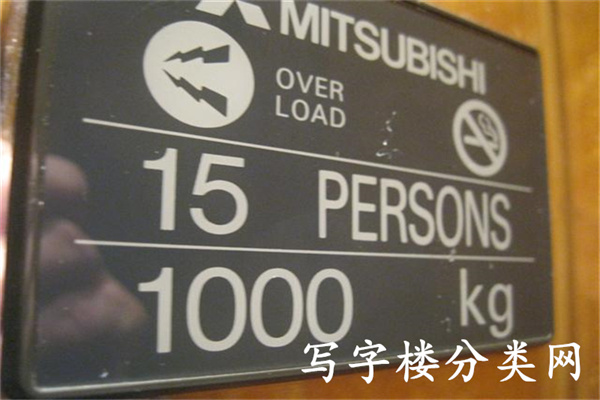 MITSUBISHI
OVER
LOAD
15 PERSONS
1000 kg
写字楼分类网